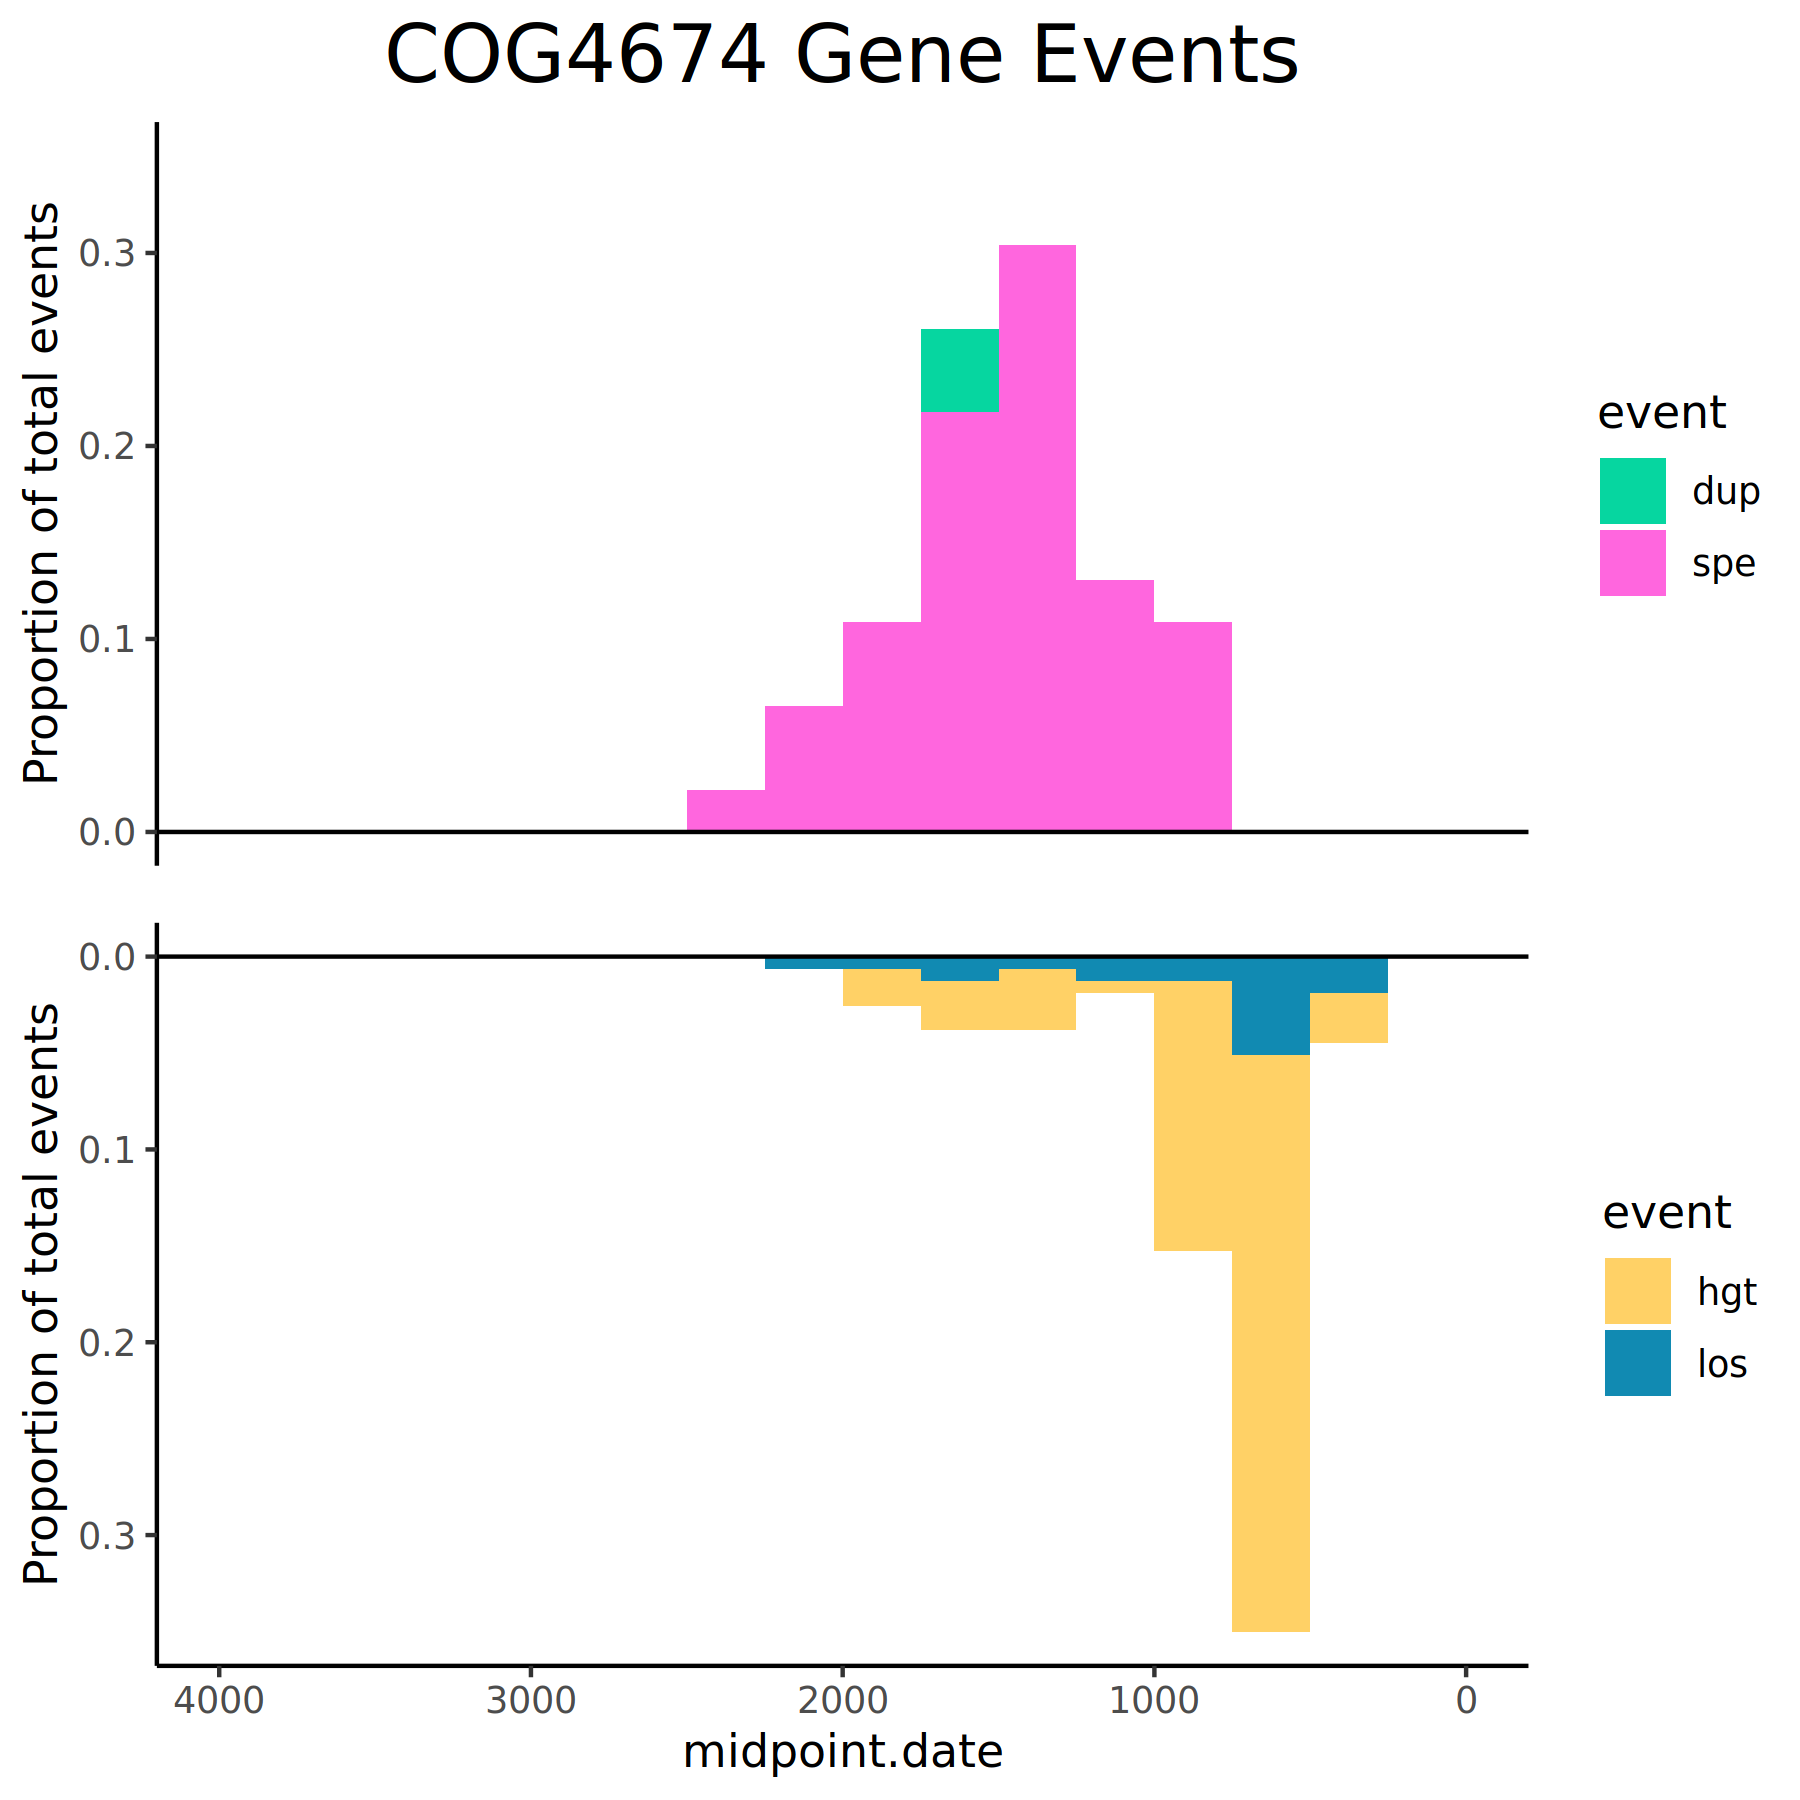 COG4674 Gene Events
Proportion of total events
0.3
0.2
0.1
0.0
event
dup
spe
Proportion of total events
0.0
0.1
0.2
0.3
event
hgt
los
4000 3000 2000 1000 0
midpoint.date